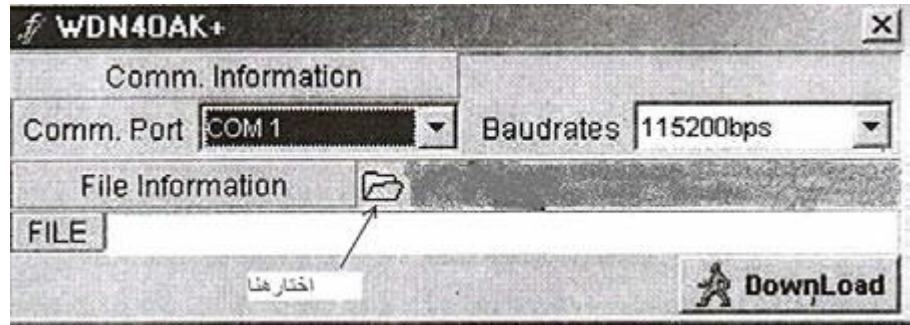 WDN40AK+
Comm. Information
Comm. Port COM 1 Baudrates 115200bps
File Information
FILE
اختار هنا
DownLoad